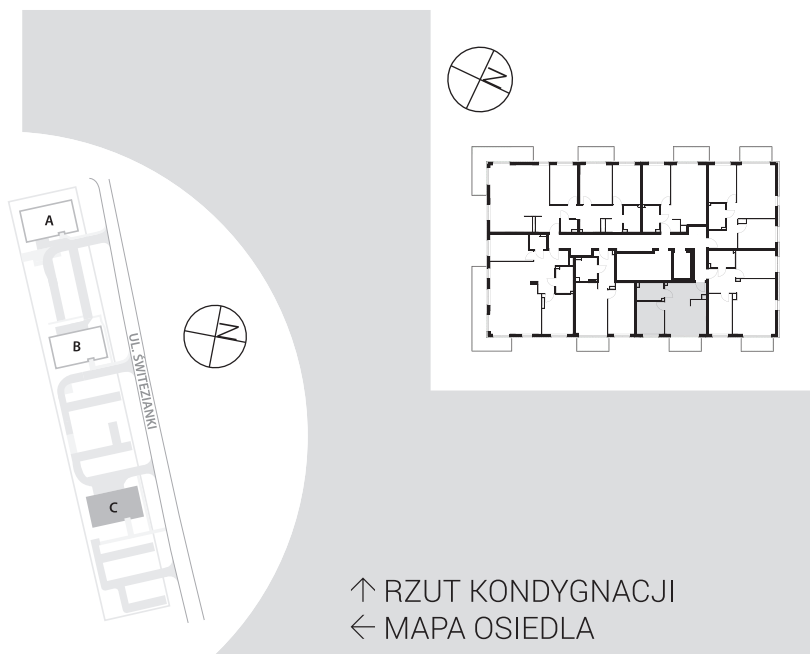 N
A
B
N
UL. ŚWITEZIANKI
C
↑ RZUT KONDYGNACJI
← MAPA OSIEDLA